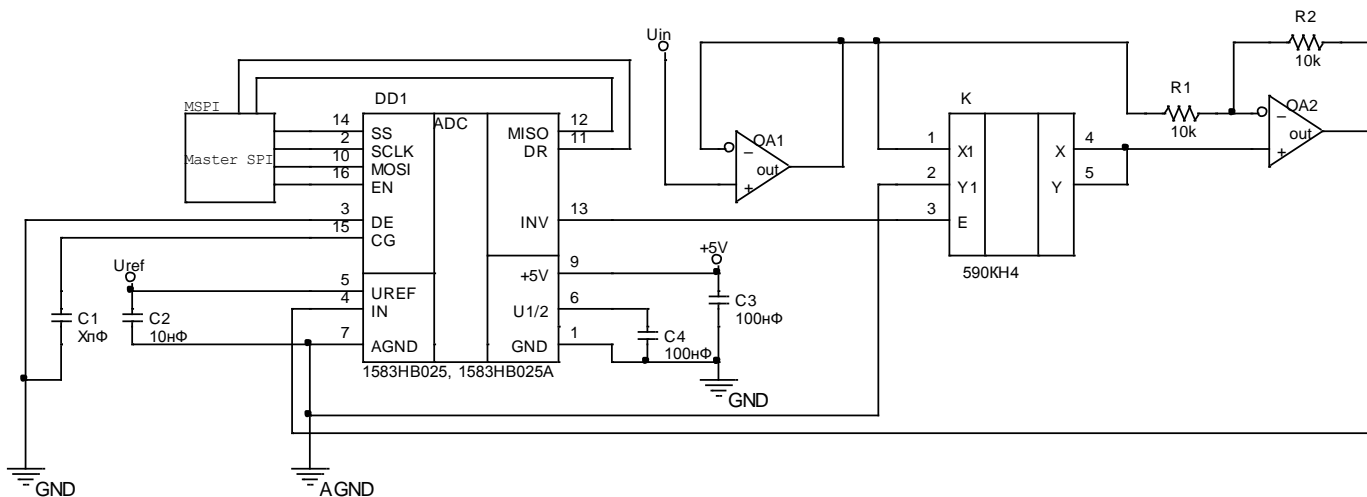 R2
Uin
10k
MSPI
DD1
R1
K
OA2
14
ADC
12
SS
MISO
out
2
11
OA1
10k
SCLK
DR
1
4
Master SPI
10
X1
X
MOSI
out
16
2
5
EN
Y1
Y
3
13
3
DE
INV
E
15
CG
+5V
Uref
9
590КН4
5
+5V
UREF
4
6
C3
IN
U1/2
100нФ
C1
C2
ХпФ
10нФ
7
1
C4
AGND
GND
100нФ
1583НВ025, 1583НВ025А
GND
GND
AGND